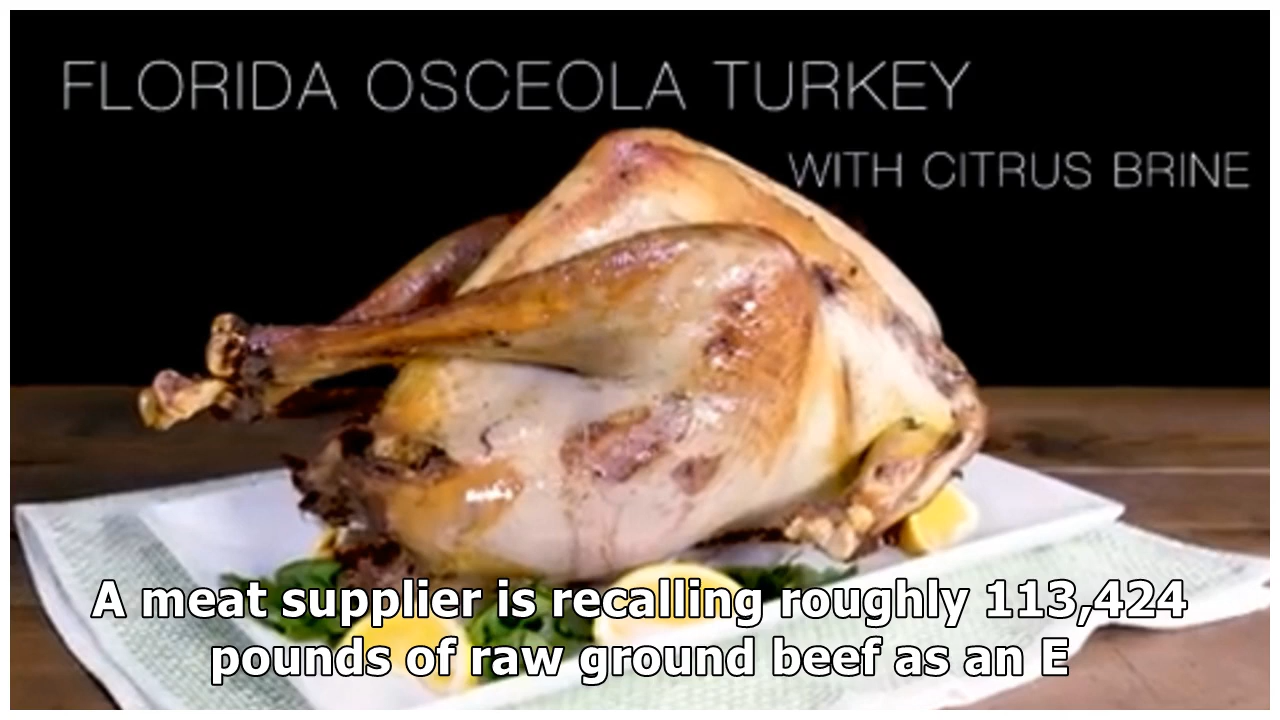 FLORIDA OSCEOLA TURKEY
WITH CITRUS BRINE
A meat supplier is recalling roughly 113,424
pounds of raw ground beef as an E